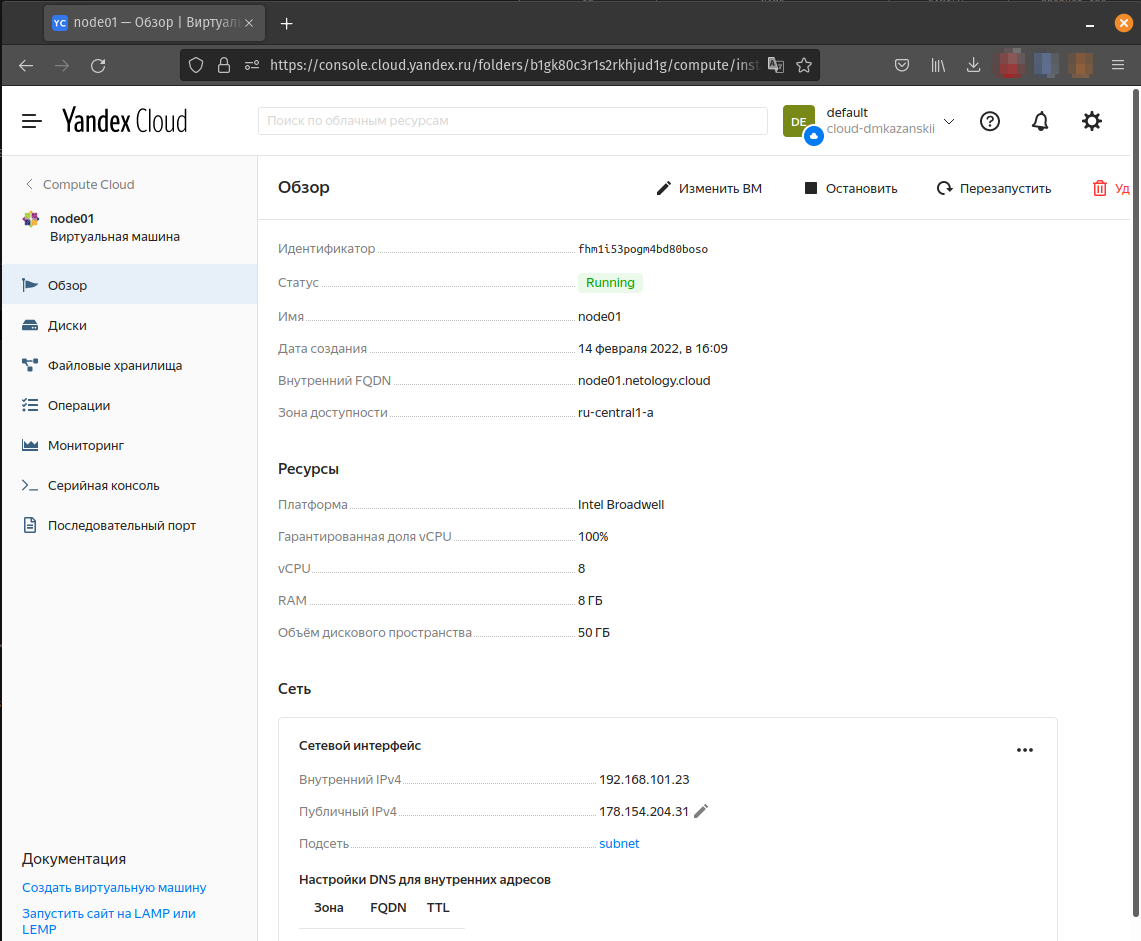 YC node01 — Обзор | Виртуал
https://console.cloud.yandex.ru/folders/b1gk80c3r1s2rkhjud1g/compute/inst
Yandex Cloud
Поиск по облачным ресурсам
DE
default
cloud-dmkazanskii
Compute Cloud
node01
Виртуальная машина
Обзор
Диски
Файловые хранилища
Операции
Мониторинг
Серийная консоль
Последовательный порт
Документация
Создать виртуальную машину
Запустить сайт на LAMP или
LEMP
Обзор
Изменить ВМ
Остановить
Перезапустить
Уд
Идентификатор fhm1i53pogm4bd80boso
Статус Running
Имя node01
Дата создания 14 февраля 2022, в 16:09
Внутренний FQDN node01.netology.cloud
Зона доступности ru-central1-a
Ресурсы
Платформа Intel Broadwell
Гарантированная доля vCPU 100%
vCPU 8
RAM 8 ГБ
Объём дискового пространства 50 ГБ
Сеть
Сетевой интерфейс
Внутренний IPv4 192.168.101.23
Публичный IPv4 178.154.204.31
Подсеть subnet
Настройки DNS для внутренних адресов
Зона FQDN TTL